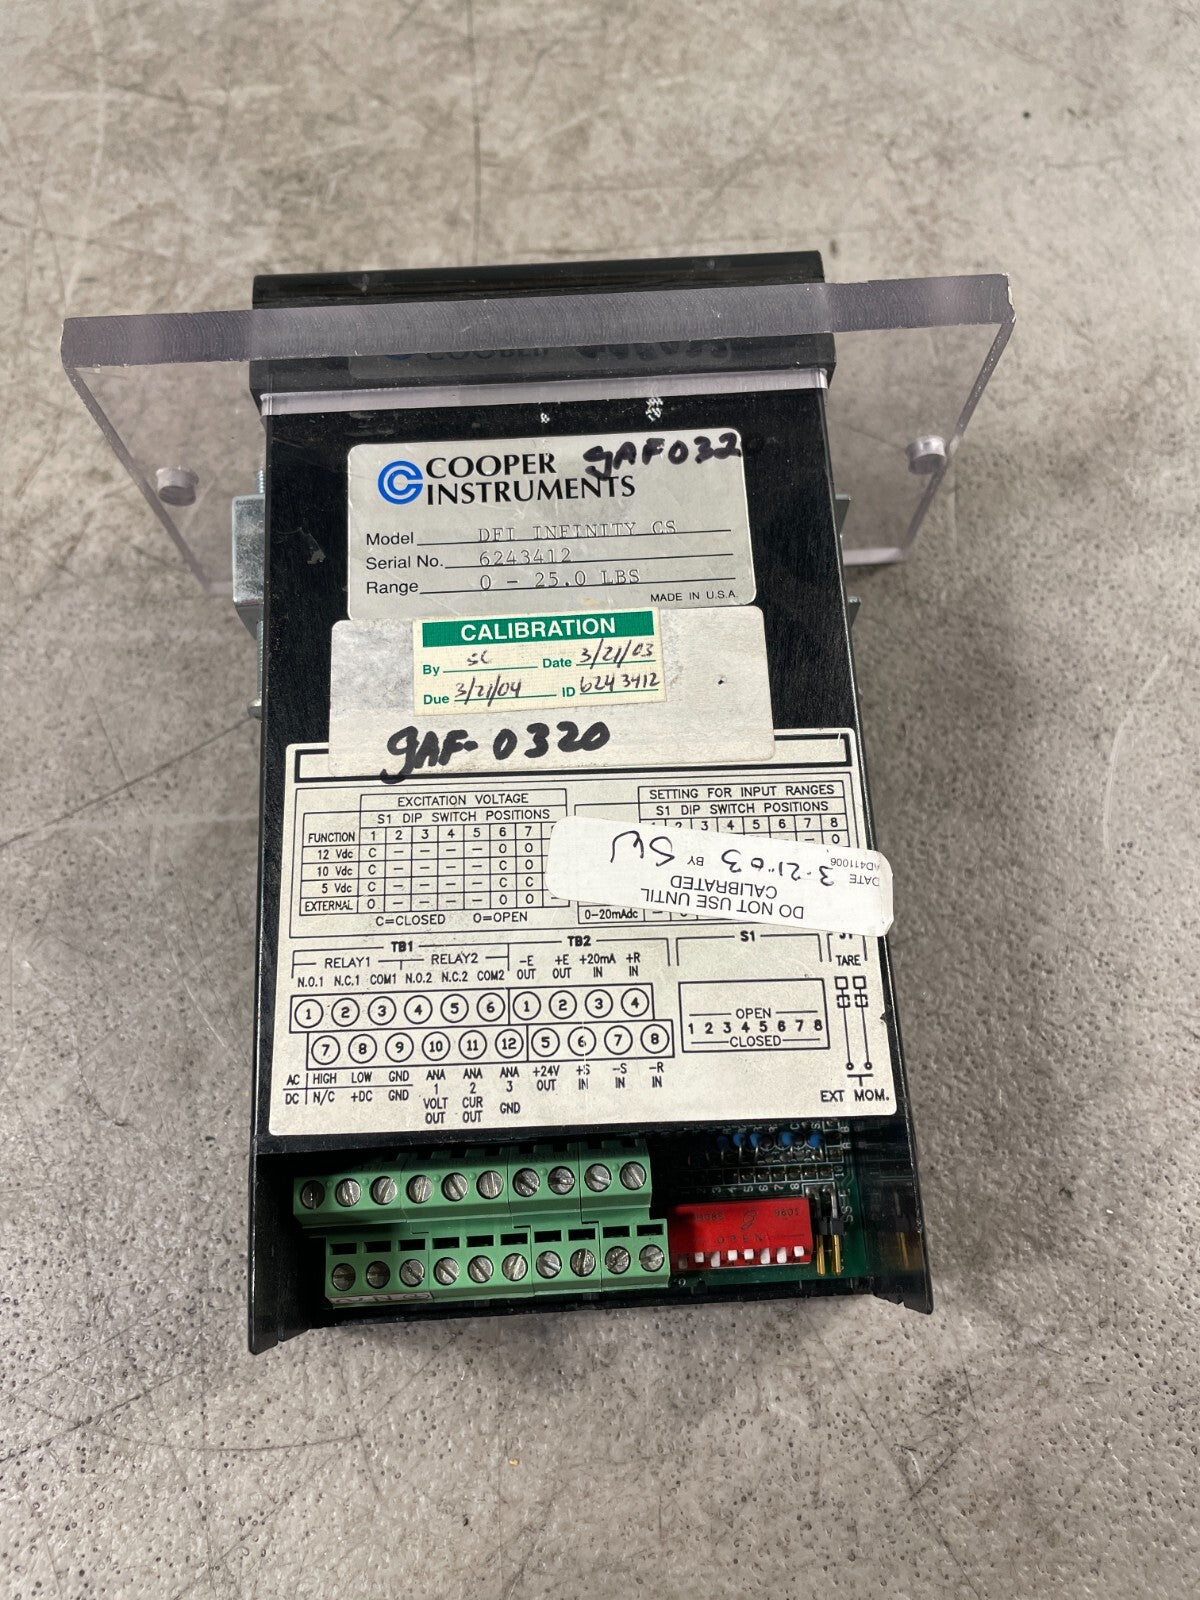 COOPER
INSTRUMENTS
gAF032
Model DFI INFINITY CS
Serial No. 6243412
Range 0 - 25.0 LBS
MADE IN U.S.A.
CALIBRATION
By SC Date 3/21/03
Due 3/21/04 ID 6243412
gAF-0320
EXCITATION VOLTAGE
S1 DIP SWITCH POSITIONS
FUNCTION 1 2 3 4 5 6 7
12 Vdc C – – – – O O
10 Vdc C – – – – C O
5 Vdc C – – – – C C
EXTERNAL O – – – – O O –
C=CLOSED O=OPEN
SETTING FOR INPUT RANGES
S1 DIP SWITCH POSITIONS
1 2 3 4 5 6 7 8
0-20mAdc
DO NOT USE UNTIL
CALIBRATED
DATE 3-21-03 BY SW
AD411006
TB1
TB2
S1
J1
RELAY1 RELAY2
TARE
N.O.1 N.C.1 COM1 N.O.2 N.C.2 COM2 –E OUT +E OUT +20mA IN +R IN
1 2 3 4 5 6 1 2 3 4
7 8 9 10 11 12 5 6 7 8
AC HIGH LOW GND ANA 1 VOLT OUT ANA 2 CUR OUT ANA 3 GND +24V OUT +S IN –S IN –R IN
DC N/C +DC GND
OPEN
1 2 3 4 5 6 7 8
CLOSED
EXT MOM.
OPEN